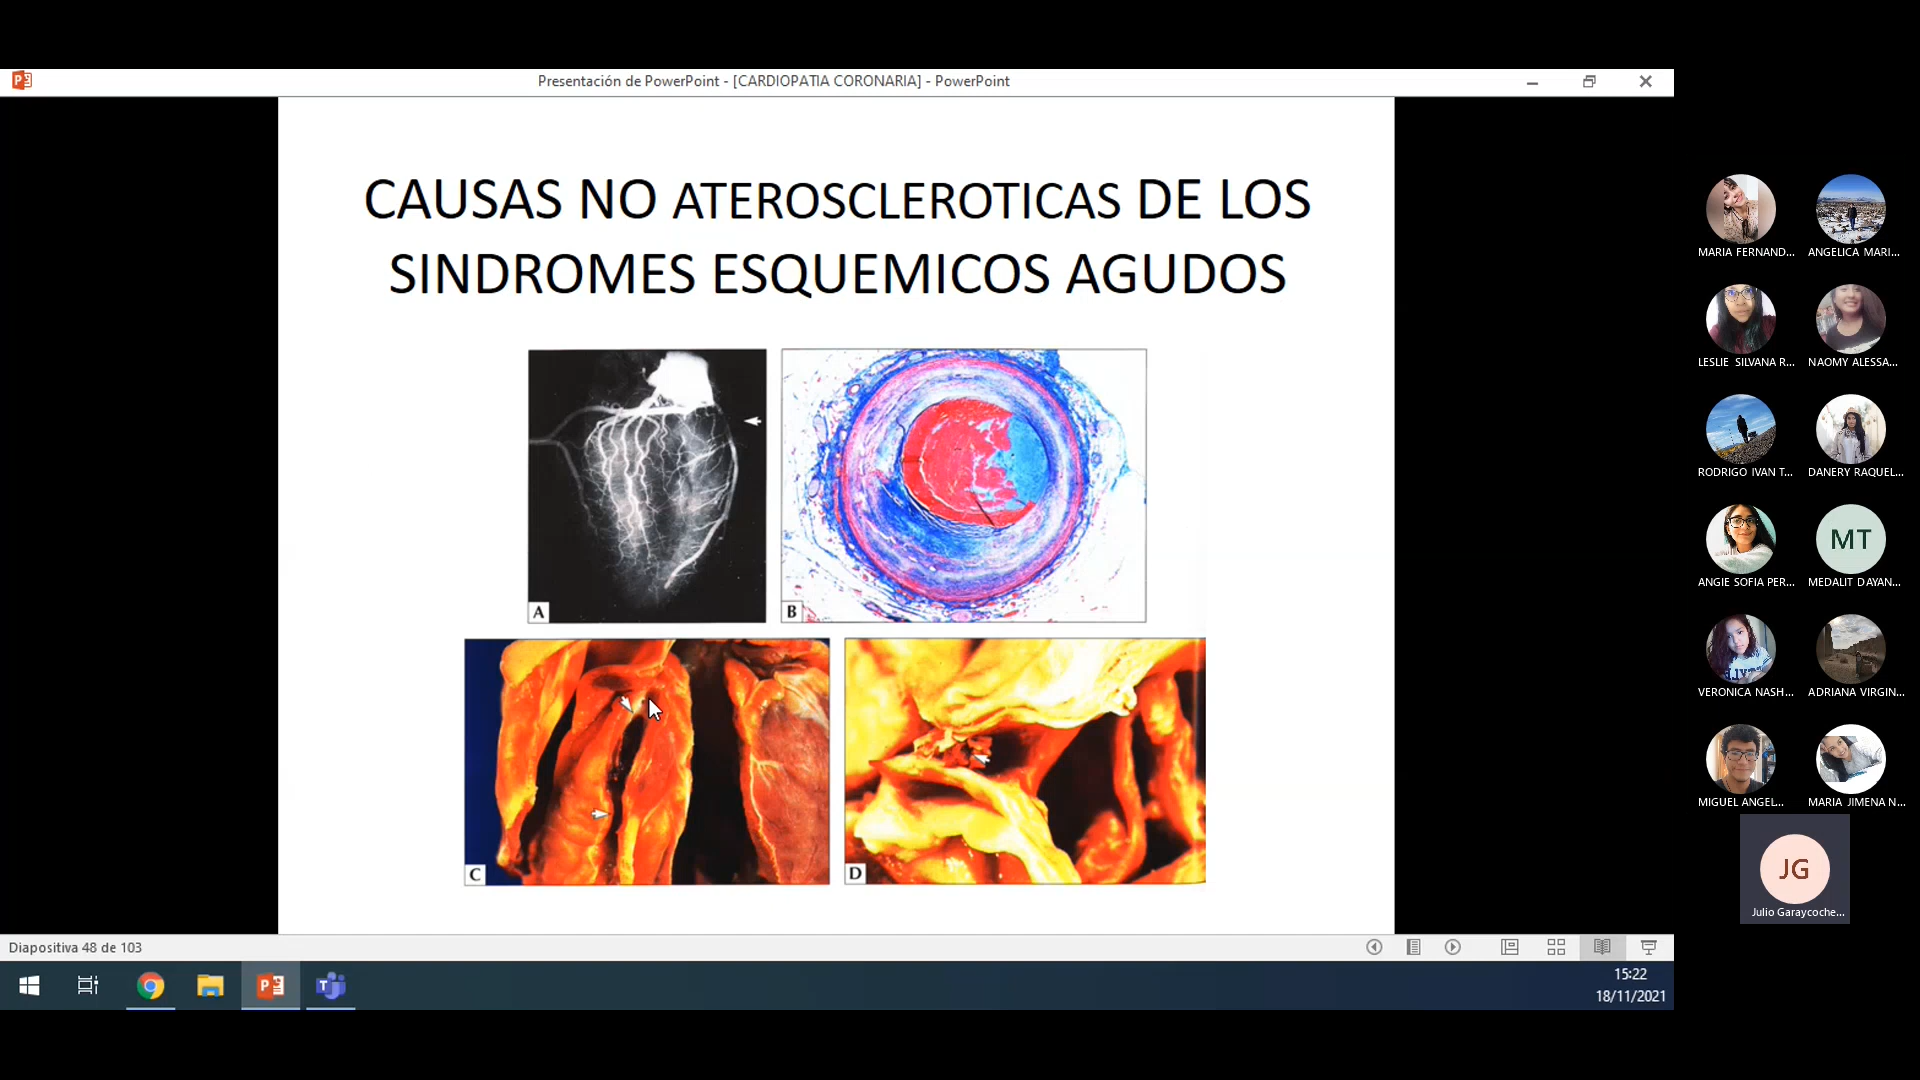 Presentación de PowerPoint - [CARDIOPATIA CORONARIA] - PowerPoint
CAUSAS NO ATEROSCLEROTICAS DE LOS
SINDROMES ESQUEMICOS AGUDOS
A
B
C
D
MARIA FERNAND...
ANGELICA MARI...
LESLIE SILVANA R...
NAOMY ALESSA...
RODRIGO IVAN T...
DANERY RAQUEL...
ANGIE SOFIA PER...
MT
MEDALIT DAYAN...
VERONICA NASH...
ADRIANA VIRGIN...
MIGUEL ANGEL...
MARIA JIMENA N...
JG
Julio Garaycoche...
Diapositiva 48 de 103
15:22
18/11/2021